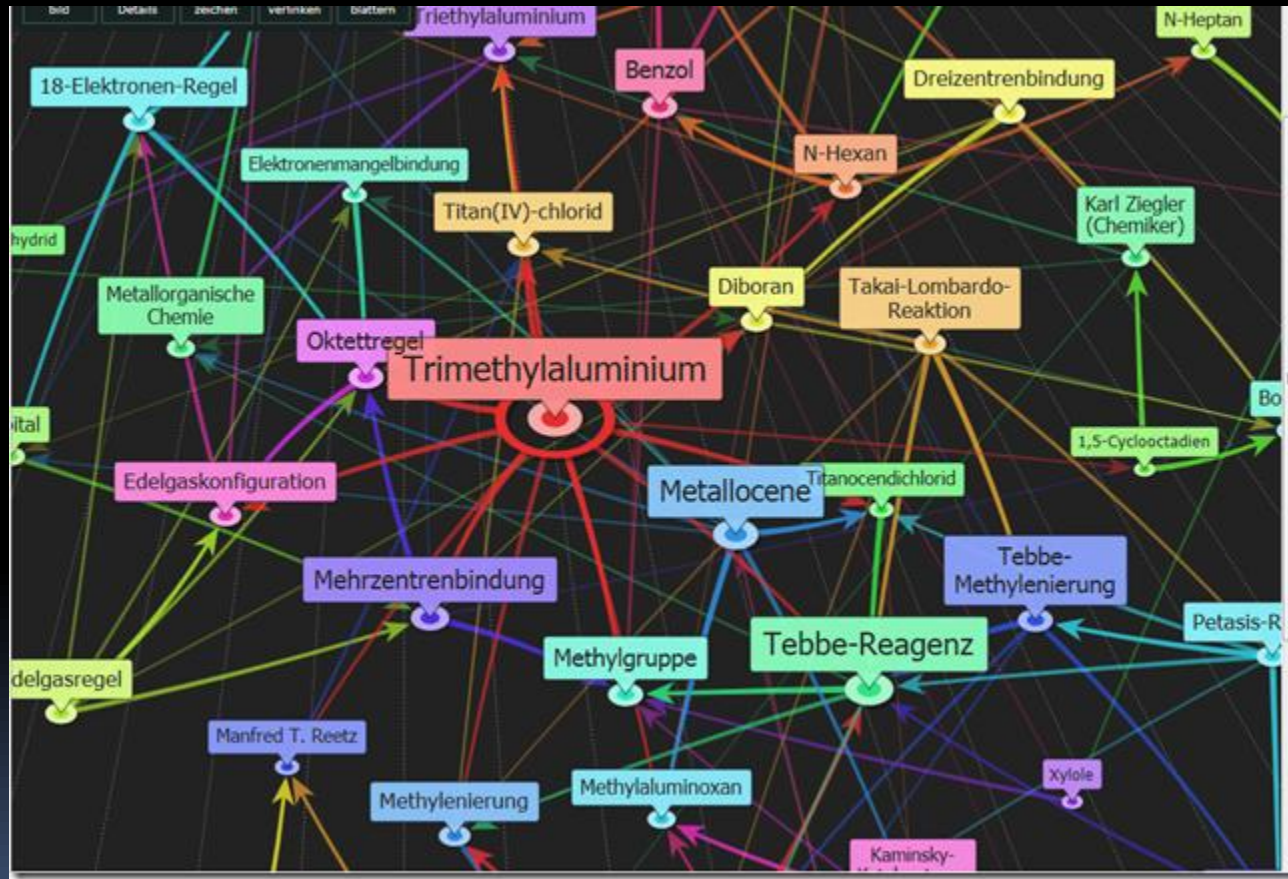 bild
Details
zeichen
verlinken
blättern
Triethylaluminium
N-Heptan
18-Elektronen-Regel
Benzol
Dreizentrenbindung
Elektronenmangelbindung
N-Hexan
Titan(IV)-chlorid
Karl Ziegler
(Chemiker)
hydrid
Metallorganische
Chemie
Diboran
Takai-Lombardo-
Reaktion
Oktettregel
Trimethylaluminium
Bo
ital
1,5-Cyclooctadien
Edelgaskonfiguration
Metallocene
Titanocendichlorid
Mehrzentrenbindung
Tebbe-
Methylenierung
Petasis-R
Tebbe-Reagenz
Methylgruppe
delgasregel
Manfred T. Reetz
Xylole
Methylenierung
Methylaluminoxan
Kaminsky-